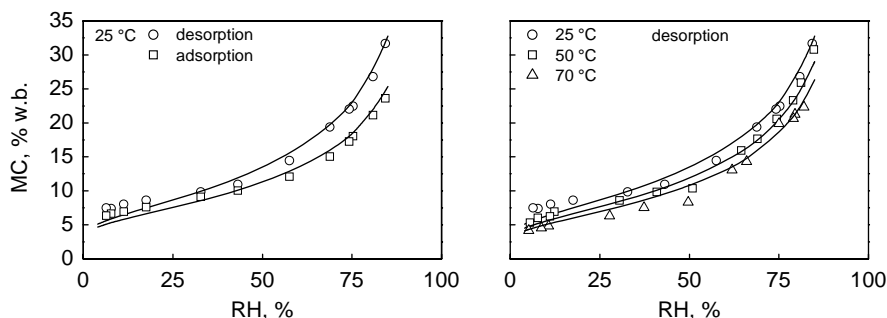 35
30
25
20
15
10
5
0
MC, % w.b.
25 °C
desorption
adsorption
0
25
50
75
100
RH, %
25 °C
50 °C
70 °C
desorption
0
25
50
75
100
RH, %